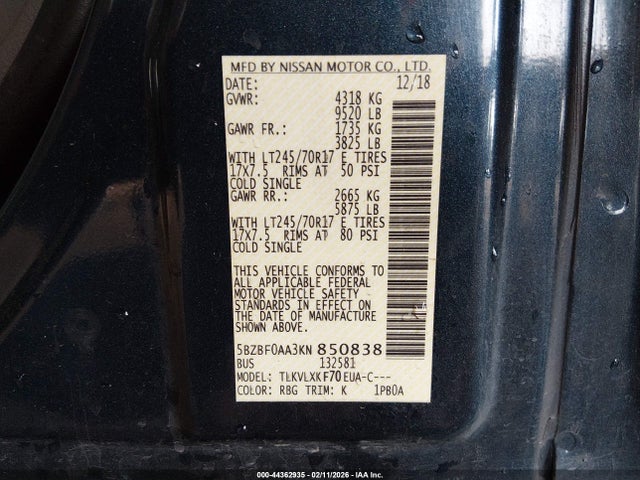 MFD BY NISSAN MOTOR CO., LTD.
DATE: 12/18
GVWR: 4318 KG
9520 LB
GAWR FR.: 1735 KG
3825 LB
WITH LT245/70R17 E TIRES
17X7.5 RIMS AT 50 PSI
COLD SINGLE
GAWR RR.: 2665 KG
5875 LB
WITH LT245/70R17 E TIRES
17X7.5 RIMS AT 80 PSI
COLD SINGLE
THIS VEHICLE CONFORMS TO
ALL APPLICABLE FEDERAL
MOTOR VEHICLE SAFETY
STANDARDS IN EFFECT ON
THE DATE OF MANUFACTURE
SHOWN ABOVE.
5BZBF0AA3KN 850838
BUS 132581
MODEL: TLKVLXKF70EUA-C---
COLOR: RBG TRIM: K 1PB0A
000-44362935 - 02/11/2026 - IAA Inc.